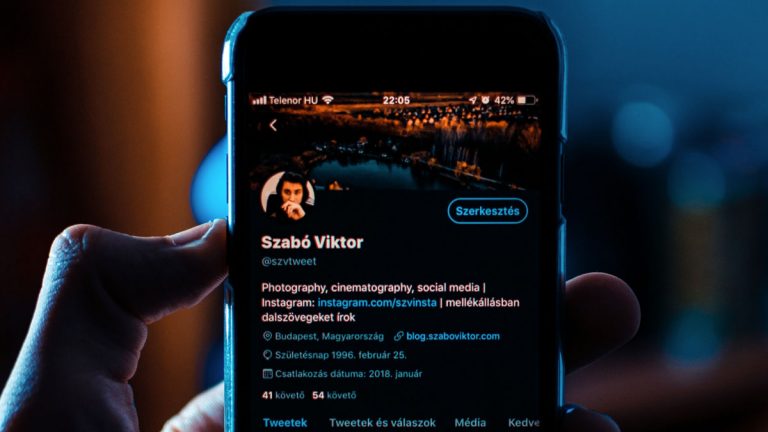 Telenor HU 22:05 42%
Szerkesztés
Szabó Viktor
@szvtweet
Photography, cinematography, social media |
Instagram: instagram.com/szvinsta | mellékállásban
dalszövegeket írok
Budapest, Magyarország blog.szaboviktor.com
Születésnap 1996. február 25.
Csatlakozás dátuma: 2018. január
41 követő 54 követő
Tweetek Tweetek és válaszok Média Kedve